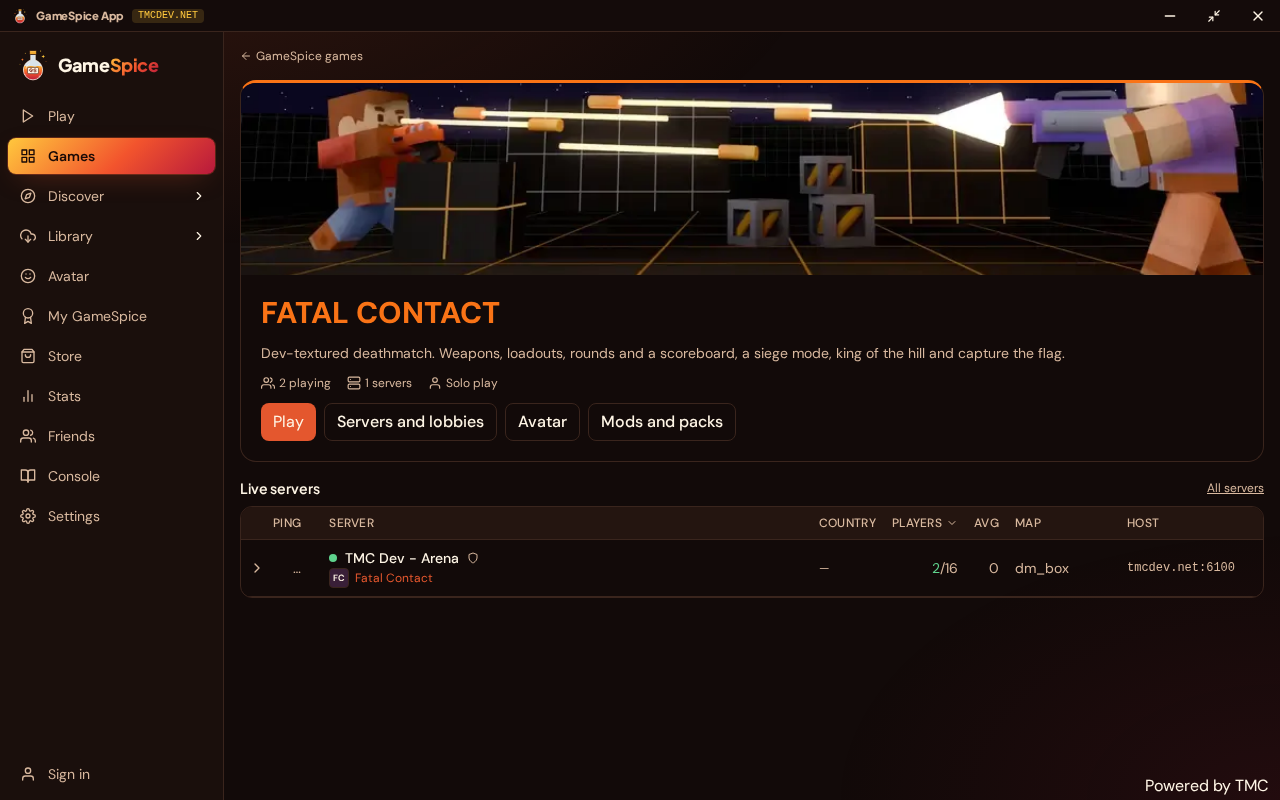 GameSpice App TMCDEV.NET
GameSpice
Play
Games
Discover
Library
Avatar
My GameSpice
Store
Stats
Friends
Console
Settings
Sign in
← GameSpice games
FATAL CONTACT
Dev-textured deathmatch. Weapons, loadouts, rounds and a scoreboard, a siege mode, king of the hill and capture the flag.
2 playing 1 servers Solo play
Play Servers and lobbies Avatar Mods and packs
Live servers All servers
PING SERVER COUNTRY PLAYERS AVG MAP HOST
... TMC Dev - Arena — 2/16 0 dm_box tmcdev.net:6100
FC Fatal Contact
Powered by TMC